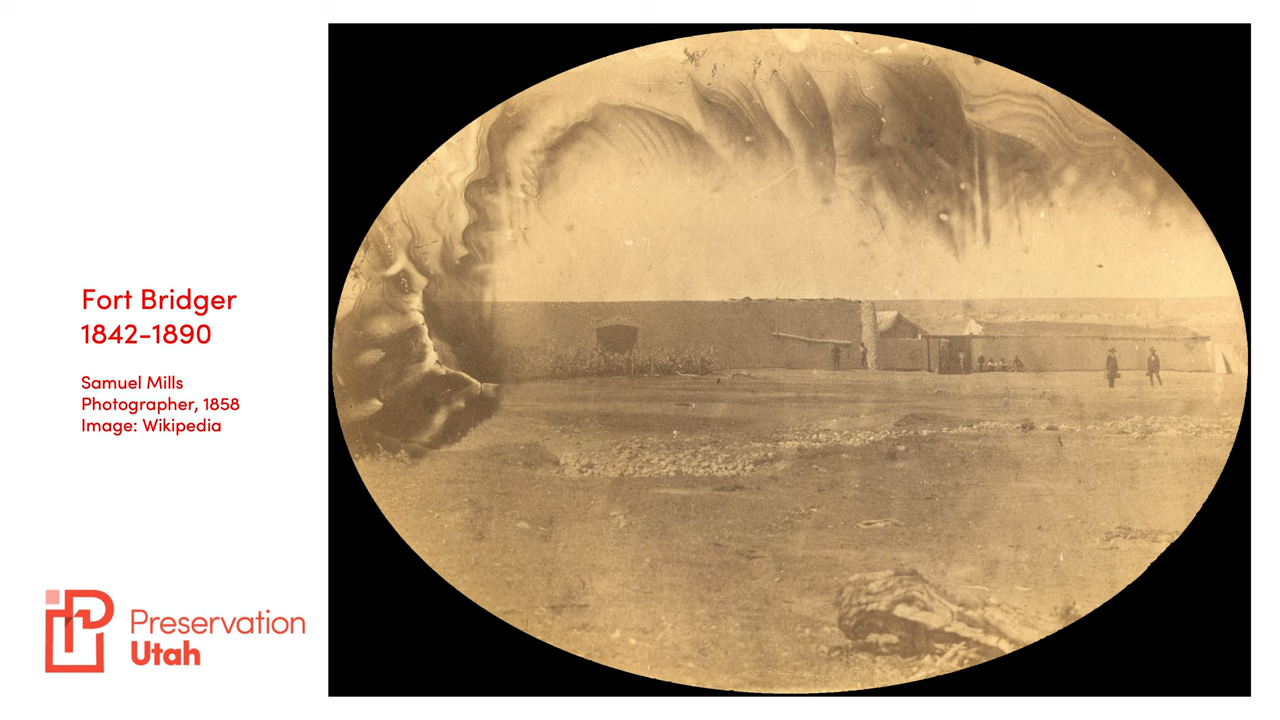 Fort Bridger
1842-1890
Samuel Mills
Photographer, 1858
Image: Wikipedia
Preservation
Utah